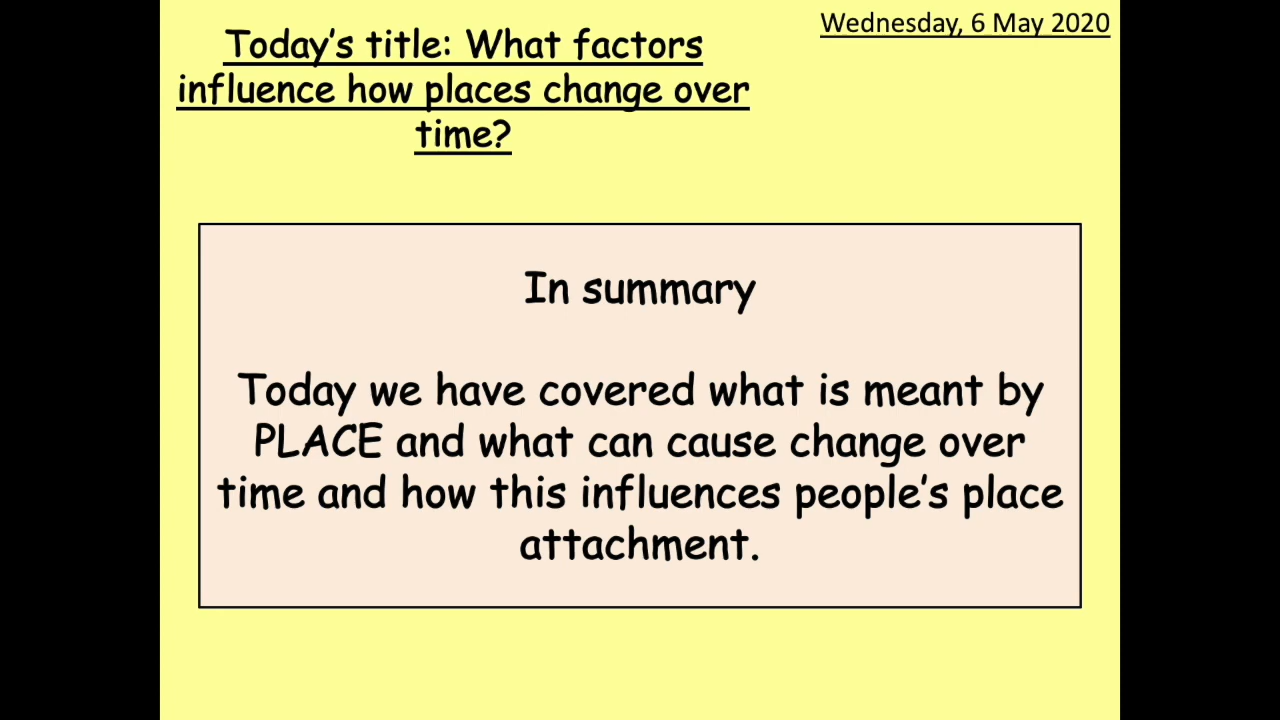 Today’s title: What factors
influence how places change over
time?
Wednesday, 6 May 2020
In summary
Today we have covered what is meant by
PLACE and what can cause change over
time and how this influences people’s place
attachment.